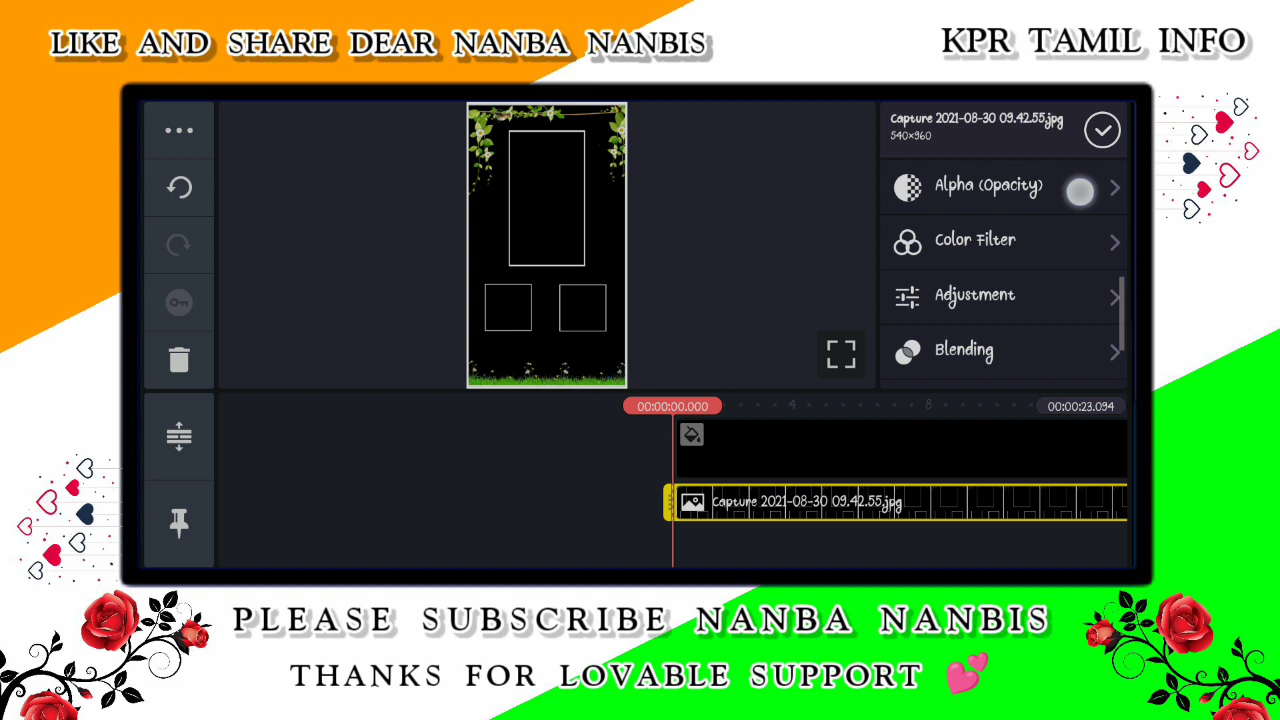 LIKE AND SHARE DEAR NANBA NANBIS
KPR TAMIL INFO
Capture 2021-08-30 09.42.55.jpg
540×960
Alpha (Opacity)
Color Filter
Adjustment
Blending
00:00:00.000
4
8
00:00:23.094
Capture 2021-08-30 09.42.55.jpg
PLEASE SUBSCRIBE NANBA NANBIS
THANKS FOR LOVABLE SUPPORT 💕